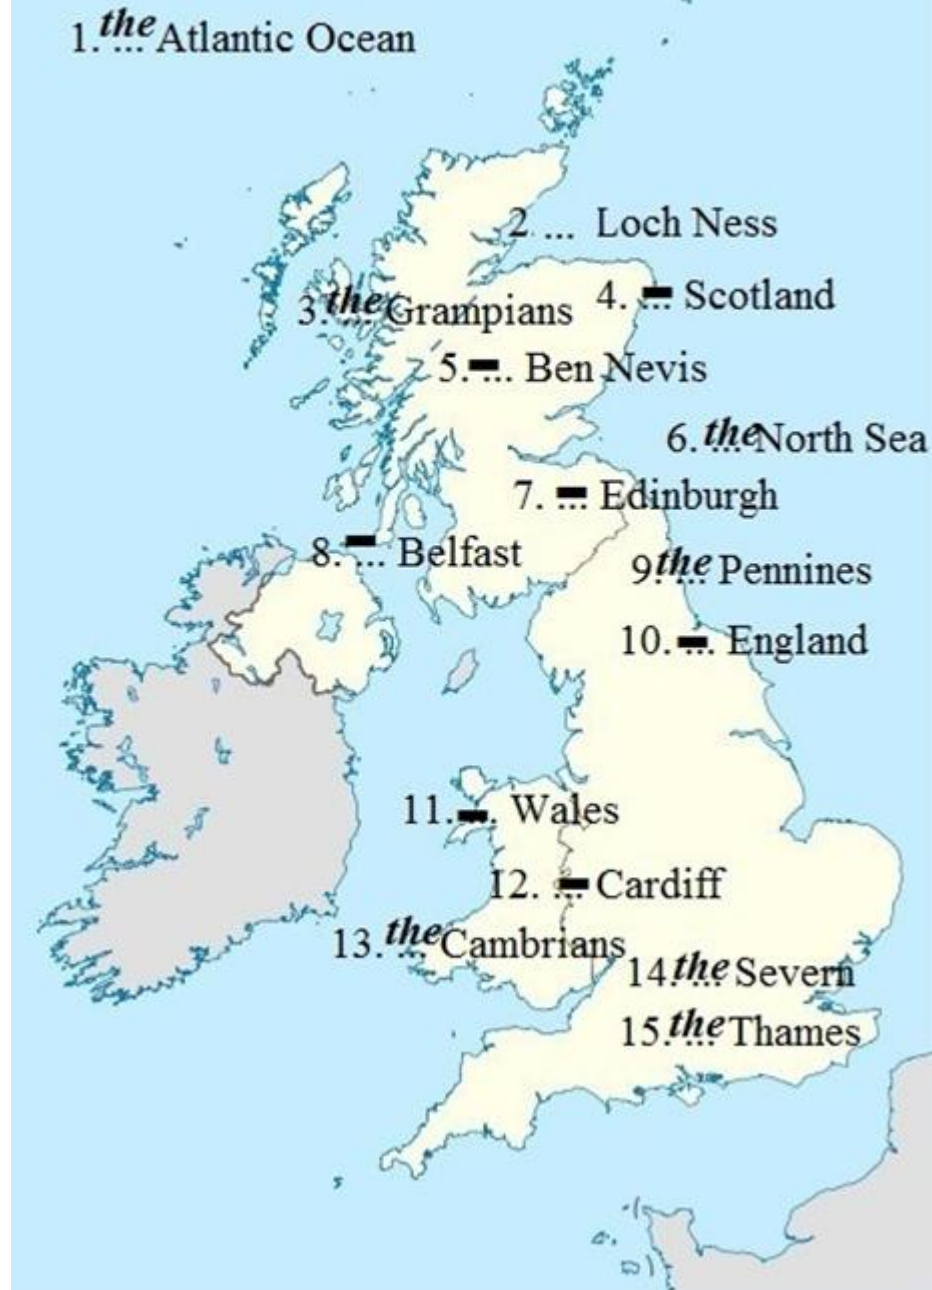 1. the ... Atlantic Ocean
2 ... Loch Ness
3. the ... Grampians
4. – ... Scotland
5. – ... Ben Nevis
6. the ... North Sea
7. – ... Edinburgh
8. – ... Belfast
9 the ... Pennines
10. – ... England
11. – ... Wales
12. – ... Cardiff
13. the ... Cambrians
14 the ... Severn
15. the ... Thames